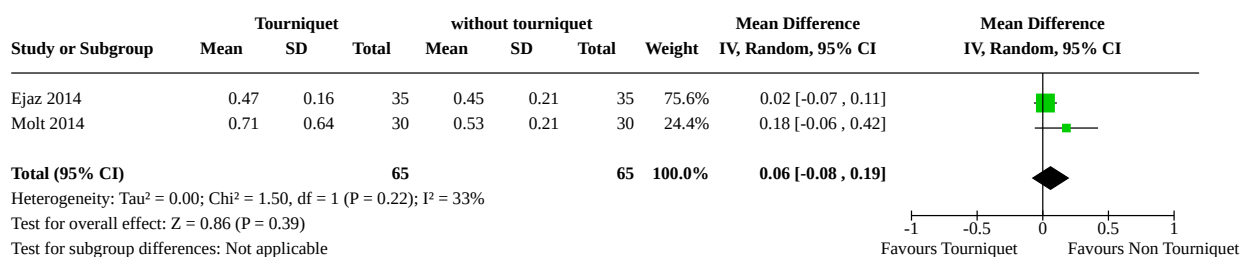 Tourniquet without tourniquet Mean Difference Mean Difference
Study or Subgroup Mean SD Total Mean SD Total Weight IV, Random, 95% CI IV, Random, 95% CI
Ejaz 2014 0.47 0.16 35 0.45 0.21 35 75.6% 0.02 [-0.07 , 0.11]
Molt 2014 0.71 0.64 30 0.53 0.21 30 24.4% 0.18 [-0.06 , 0.42]
Total (95% CI) 65 65 100.0% 0.06 [-0.08 , 0.19]
Heterogeneity: Tau² = 0.00; Chi² = 1.50, df = 1 (P = 0.22); I² = 33%
Test for overall effect: Z = 0.86 (P = 0.39)
-1 -0.5 0 0.5 1
Test for subgroup differences: Not applicable Favours Tourniquet Favours Non Tourniquet